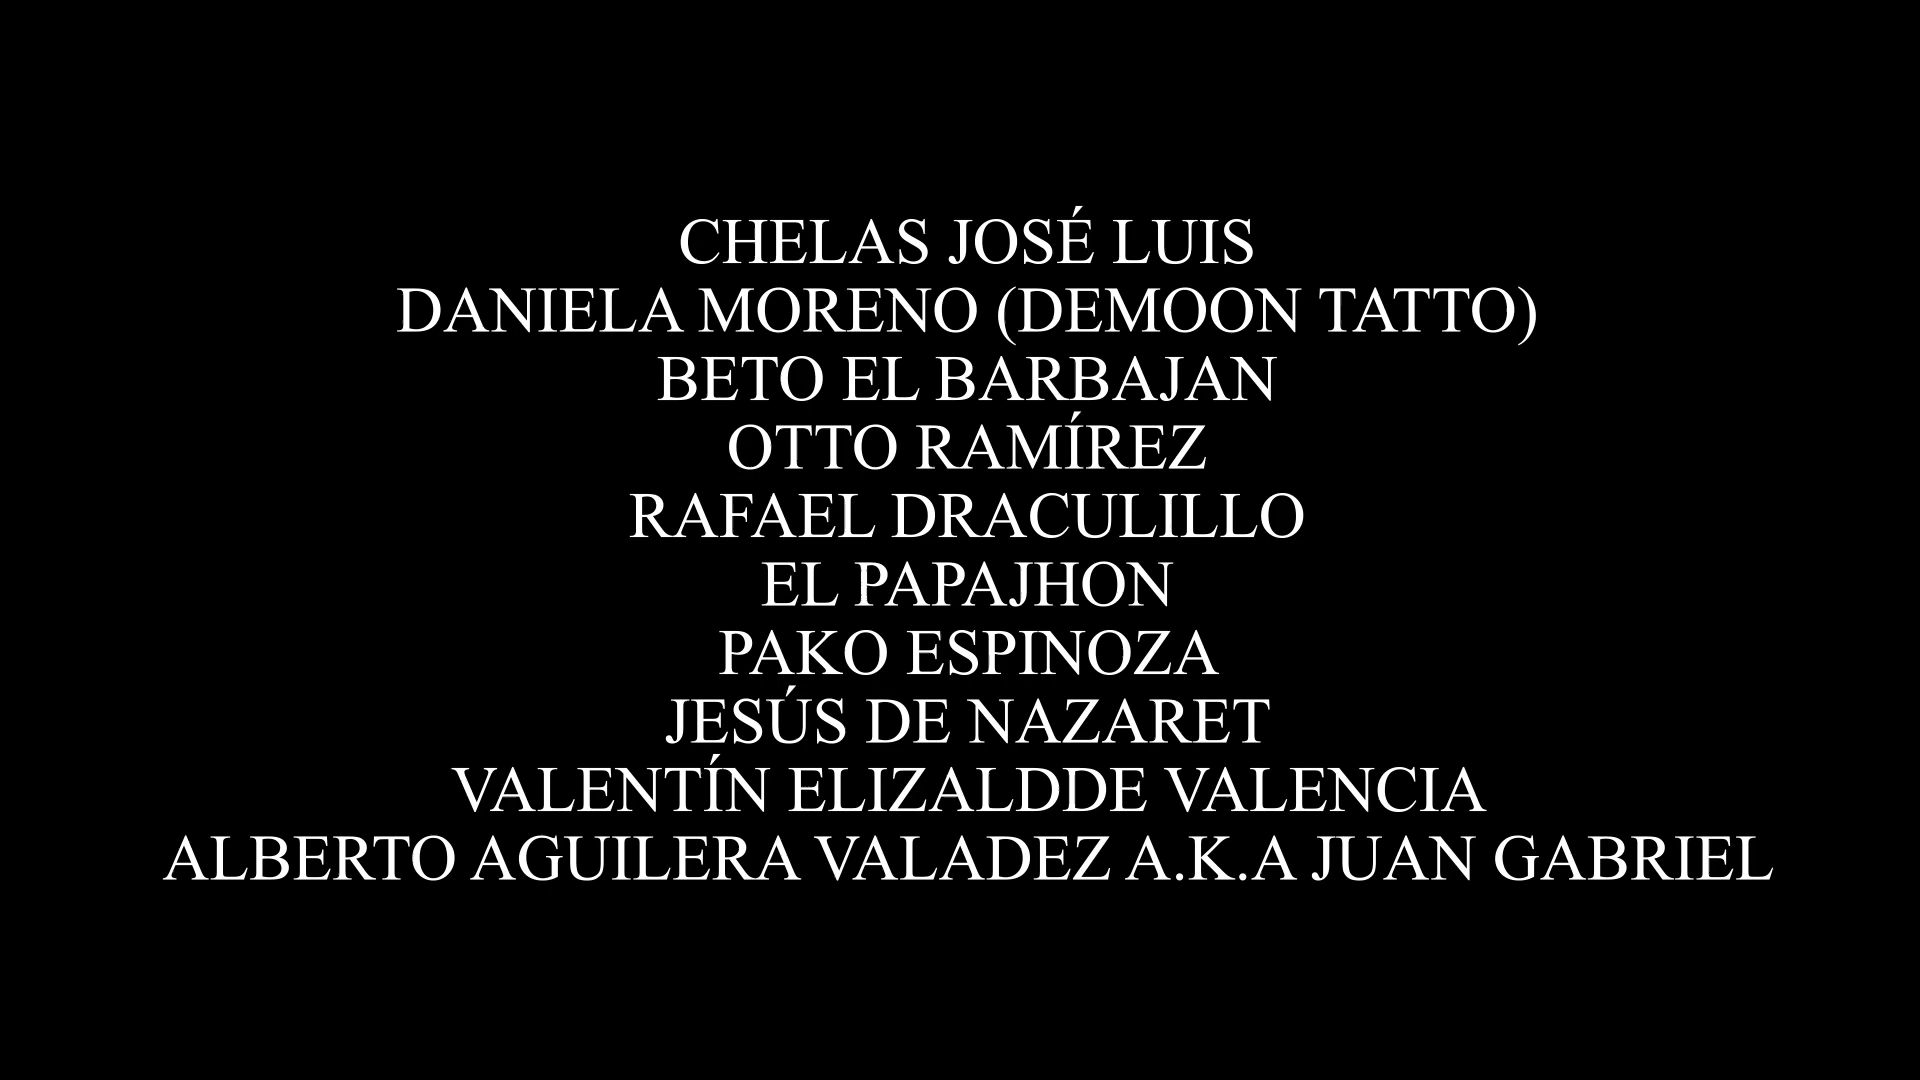 CHELAS JOSÉ LUIS
DANIELA MORENO (DEMOON TATTO)
BETO EL BARBAJAN
OTTO RAMÍREZ
RAFAEL DRACULILLO
EL PAPAJHON
PAKO ESPINOZA
JESÚS DE NAZARET
VALENTÍN ELIZALDDE VALENCIA
ALBERTO AGUILERA VALADEZ A.K.A JUAN GABRIEL